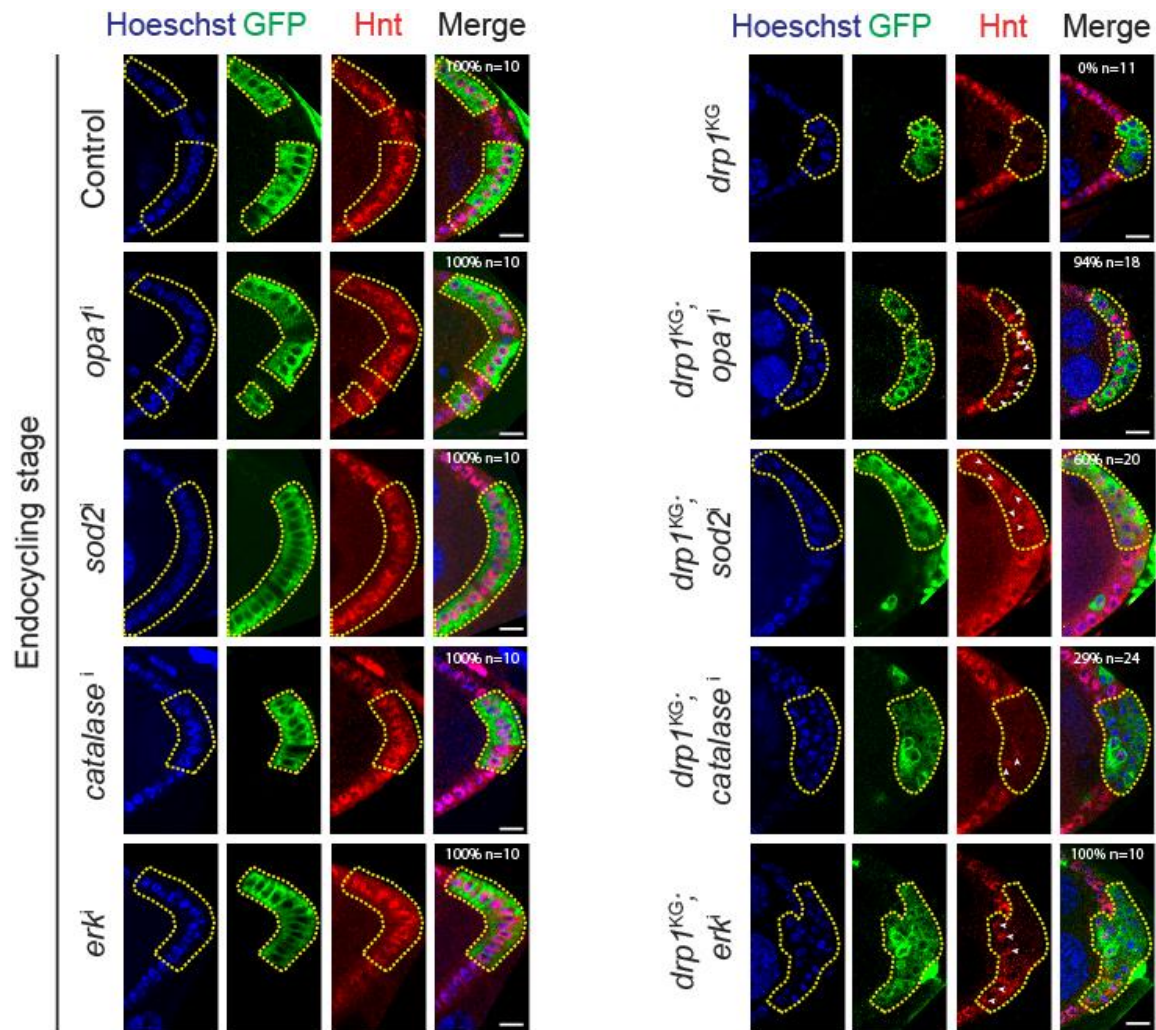 Hoeschst GFP Hnt Merge
Hoeschst GFP Hnt Merge
Endocycling stage
Control
100% n=10
drp1KG
0% n=11
opa1i
100% n=10
drp1KG;
opa1i
94% n=18
sod2i
100% n=10
drp1KG;
sod2i
60% n=20
catalase i
100% n=10
drp1KG;
catalase i
29% n=24
erki
100% n=10
drp1KG;
erki
100% n=10